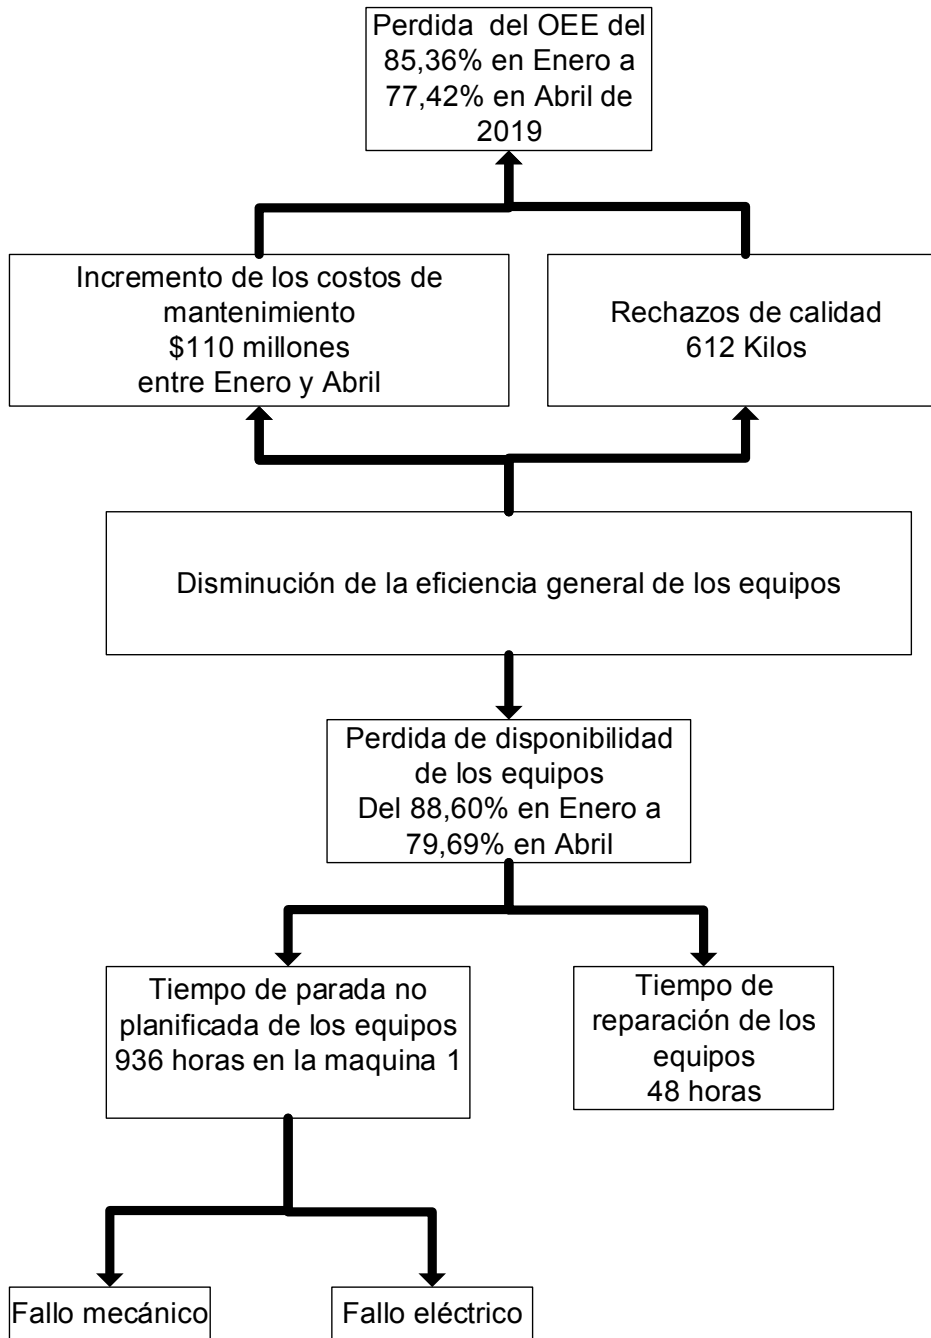 Perdida del OEE del
85,36% en Enero a
77,42% en Abril de
2019
Incremento de los costos de
mantenimiento
$110 millones
entre Enero y Abril
Rechazos de calidad
612 Kilos
Disminución de la eficiencia general de los equipos
Perdida de disponibilidad
de los equipos
Del 88,60% en Enero a
79,69% en Abril
Tiempo de parada no
planificada de los equipos
936 horas en la maquina 1
Tiempo de
reparación de los
equipos
48 horas
Fallo mecánico
Fallo eléctrico